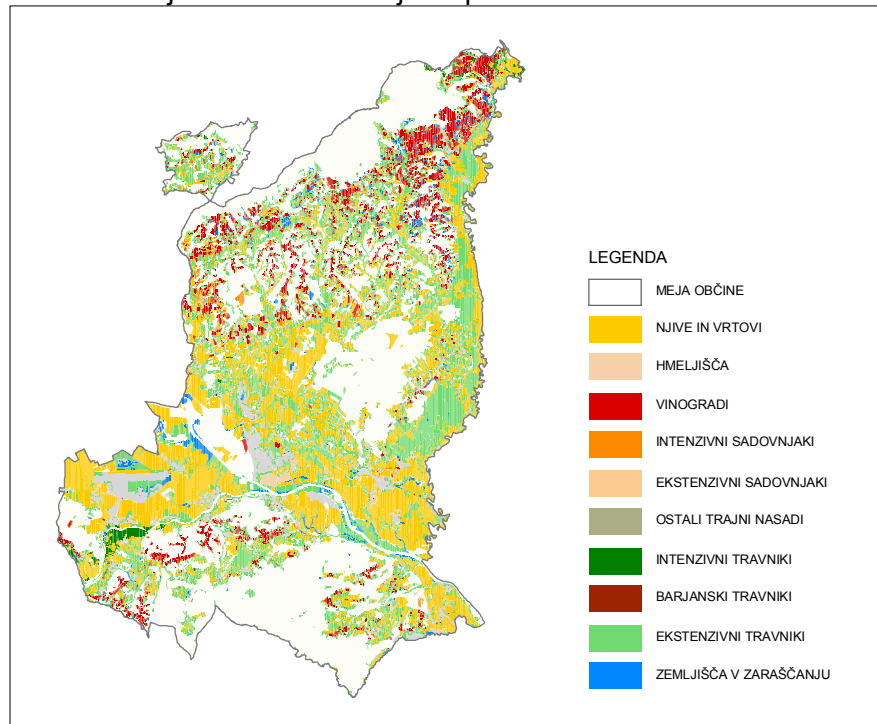 LEGENDA
MEJA OBČINE
NJIVE IN VRTOVI
HMELJIŠČA
VINOGRADI
INTENZIVNI SADOVNJAKI
EKSTENZIVNI SADOVNJAKI
OSTALI TRAJNI NASADI
INTENZIVNI TRAVNIKI
BARJANSKI TRAVNIKI
EKSTENZIVNI TRAVNIKI
ZEMLJIŠČA V ZARAŠČANJU